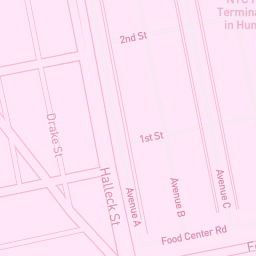 Termina
in Hun
2nd St
Drake St
1st St
Halleck St
Avenue A
Avenue B
Avenue C
Food Center Rd